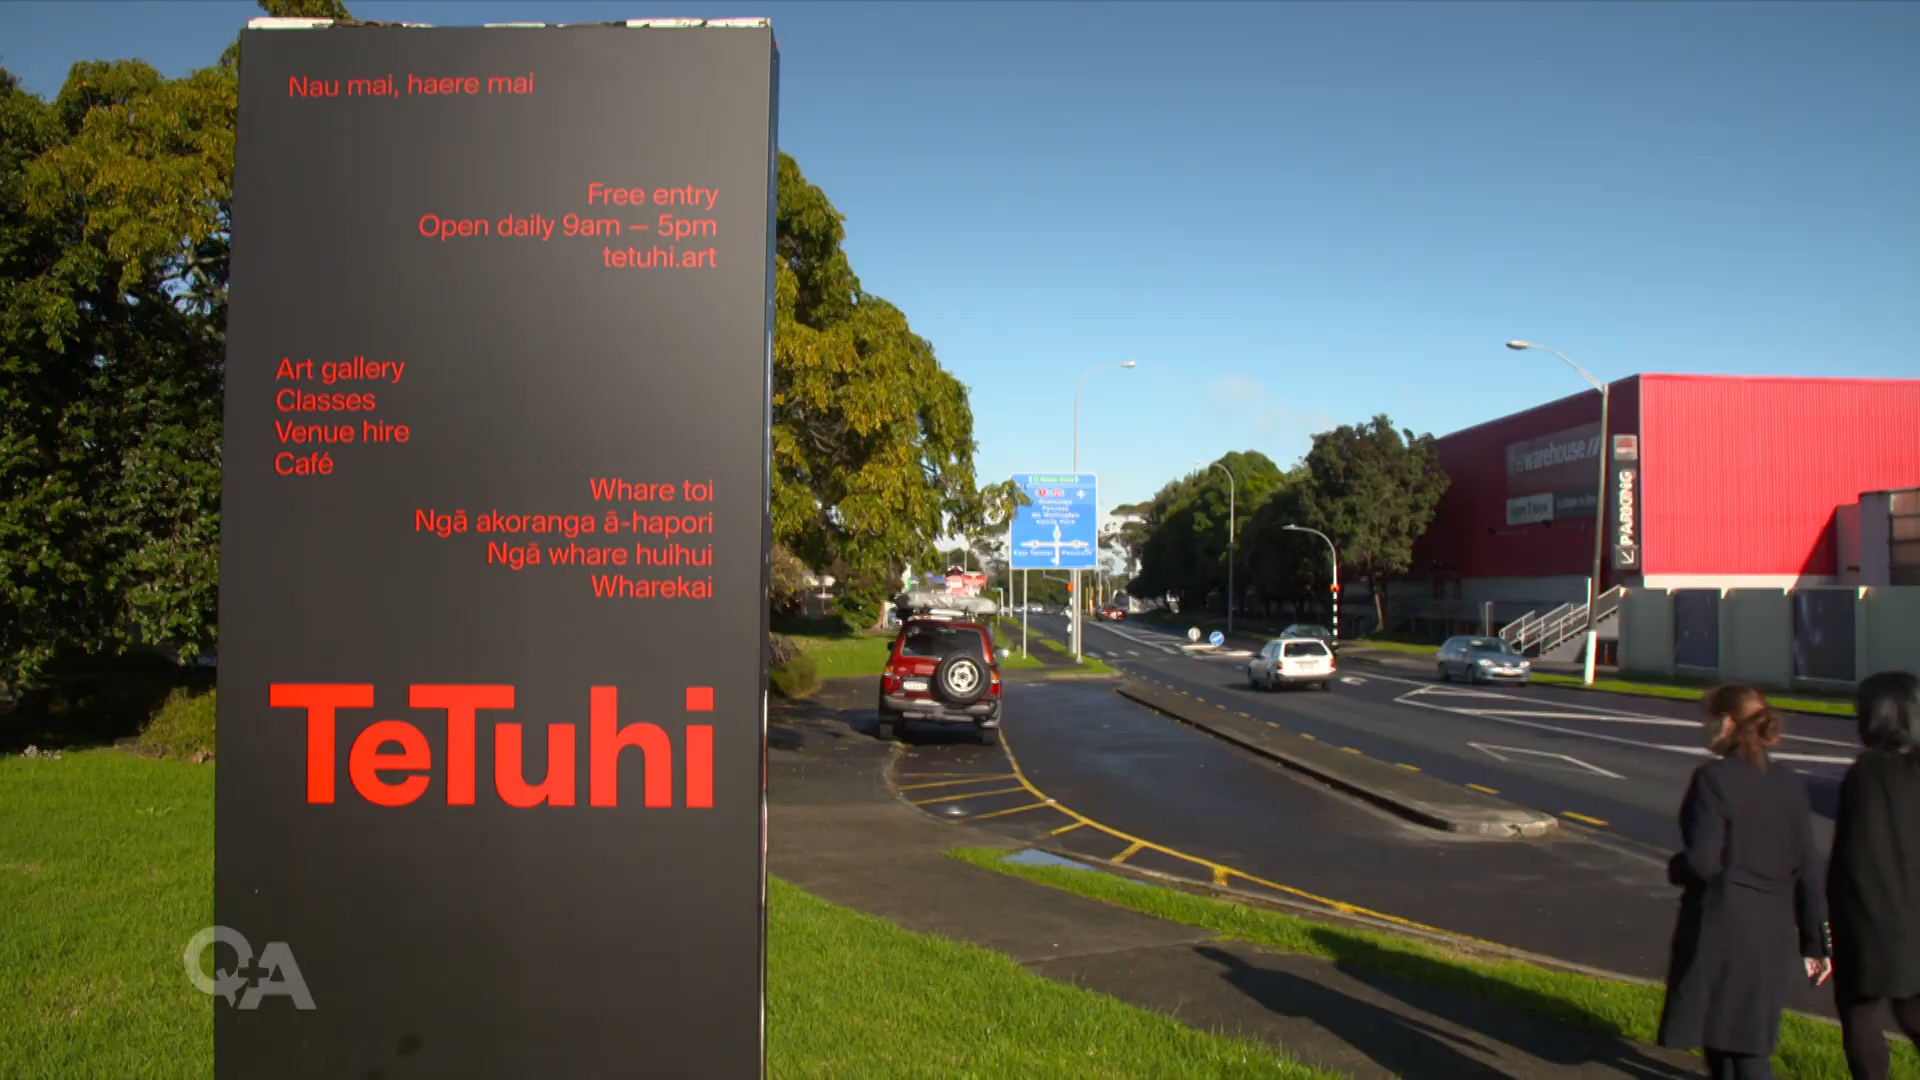 Nau mai, haere mai
Free entry
Open daily 9am — 5pm
tetuhi.art
Art gallery
Classes
Venue hire
Café
Whare toi
Ngā akoranga ā-hapori
Ngā whare huihui
Wharekai
TeTuhi
Q+A
warehouse
PARKING